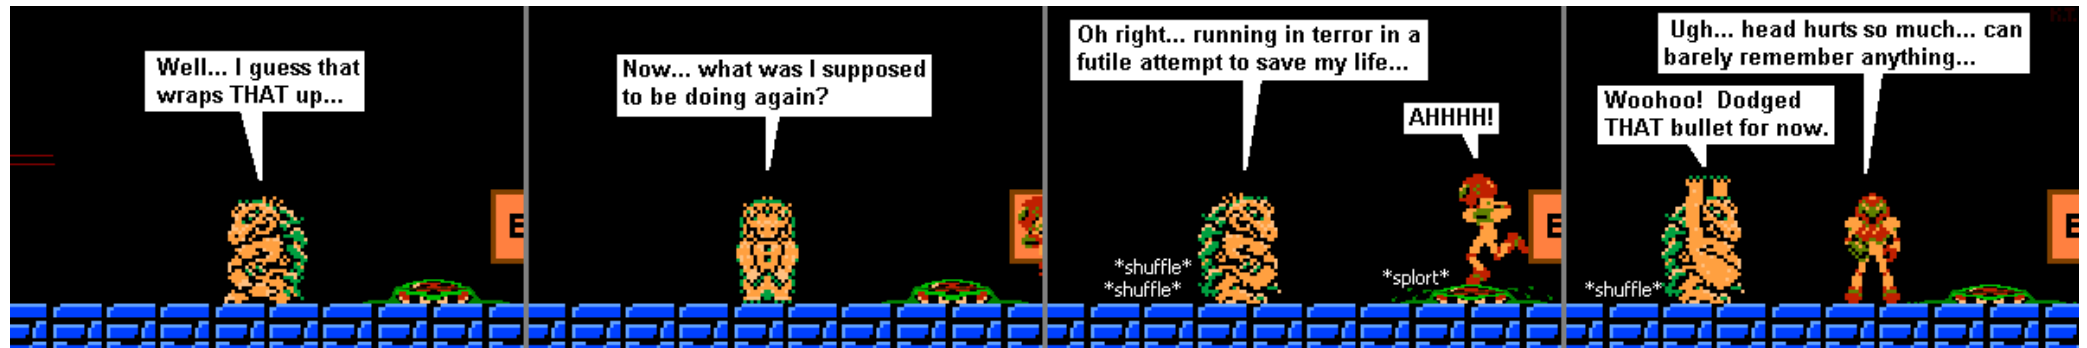 Well... I guess that
wraps THAT up...
E
Now... what was I supposed
to be doing again?
Oh right... running in terror in a
futile attempt to save my life...
AHHHH!
E
*shuffle*
*shuffle*
*splort*
Ugh... head hurts so much... can
barely remember anything...
Woohoo! Dodged
THAT bullet for now.
E
*shuffle*